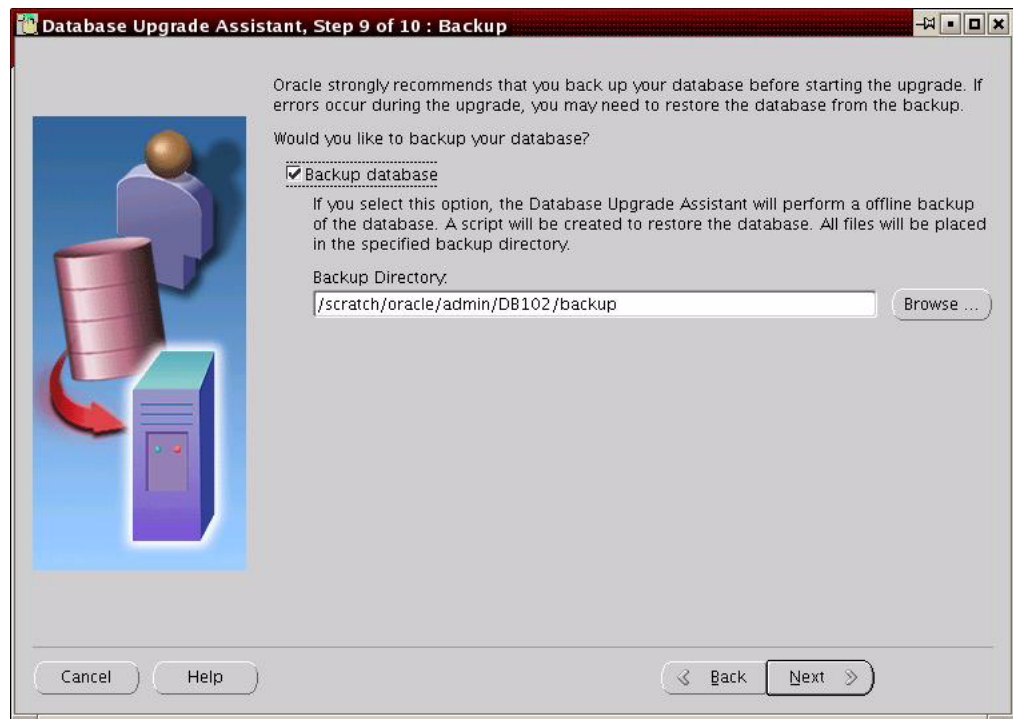 Database Upgrade Assistant, Step 9 of 10 : Backup
Oracle strongly recommends that you back up your database before starting the upgrade. If
errors occur during the upgrade, you may need to restore the database from the backup.
Would you like to backup your database?
Backup database
If you select this option, the Database Upgrade Assistant will perform a offline backup
of the database. A script will be created to restore the database. All files will be placed
in the specified backup directory.
Backup Directory:
/scratch/oracle/admin/DB102/backup
Browse ...
Cancel
Help
Back
Next